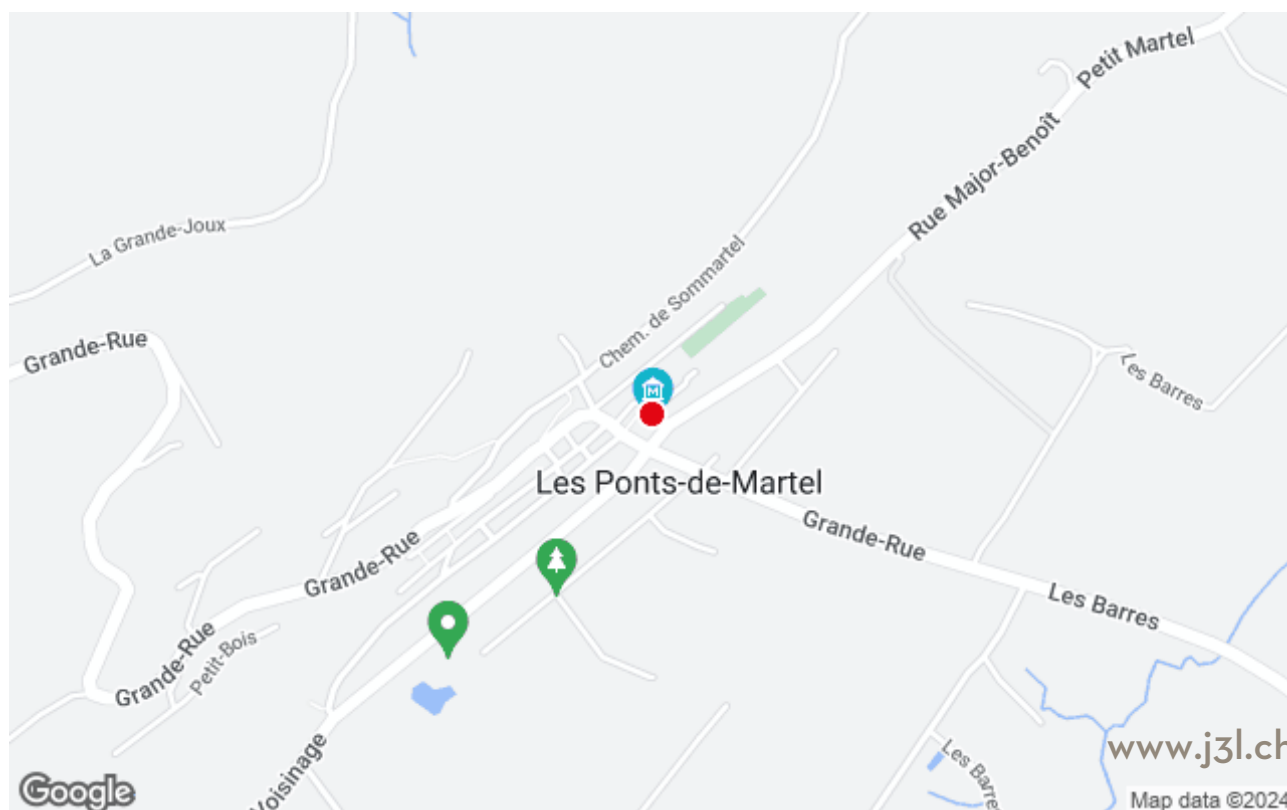 Petit Martel
Rue Major-Benoît
La Grande-Joux
Chem. de Sommartel
Grande-Rue
Les Barres
Les Ponts-de-Martel
Grande-Rue
Grande-Rue
Les Barres
Grande-Rue
Petit-Bois
Voisinage
Les Barres
www.j3l.ch
Google
Map data ©2024